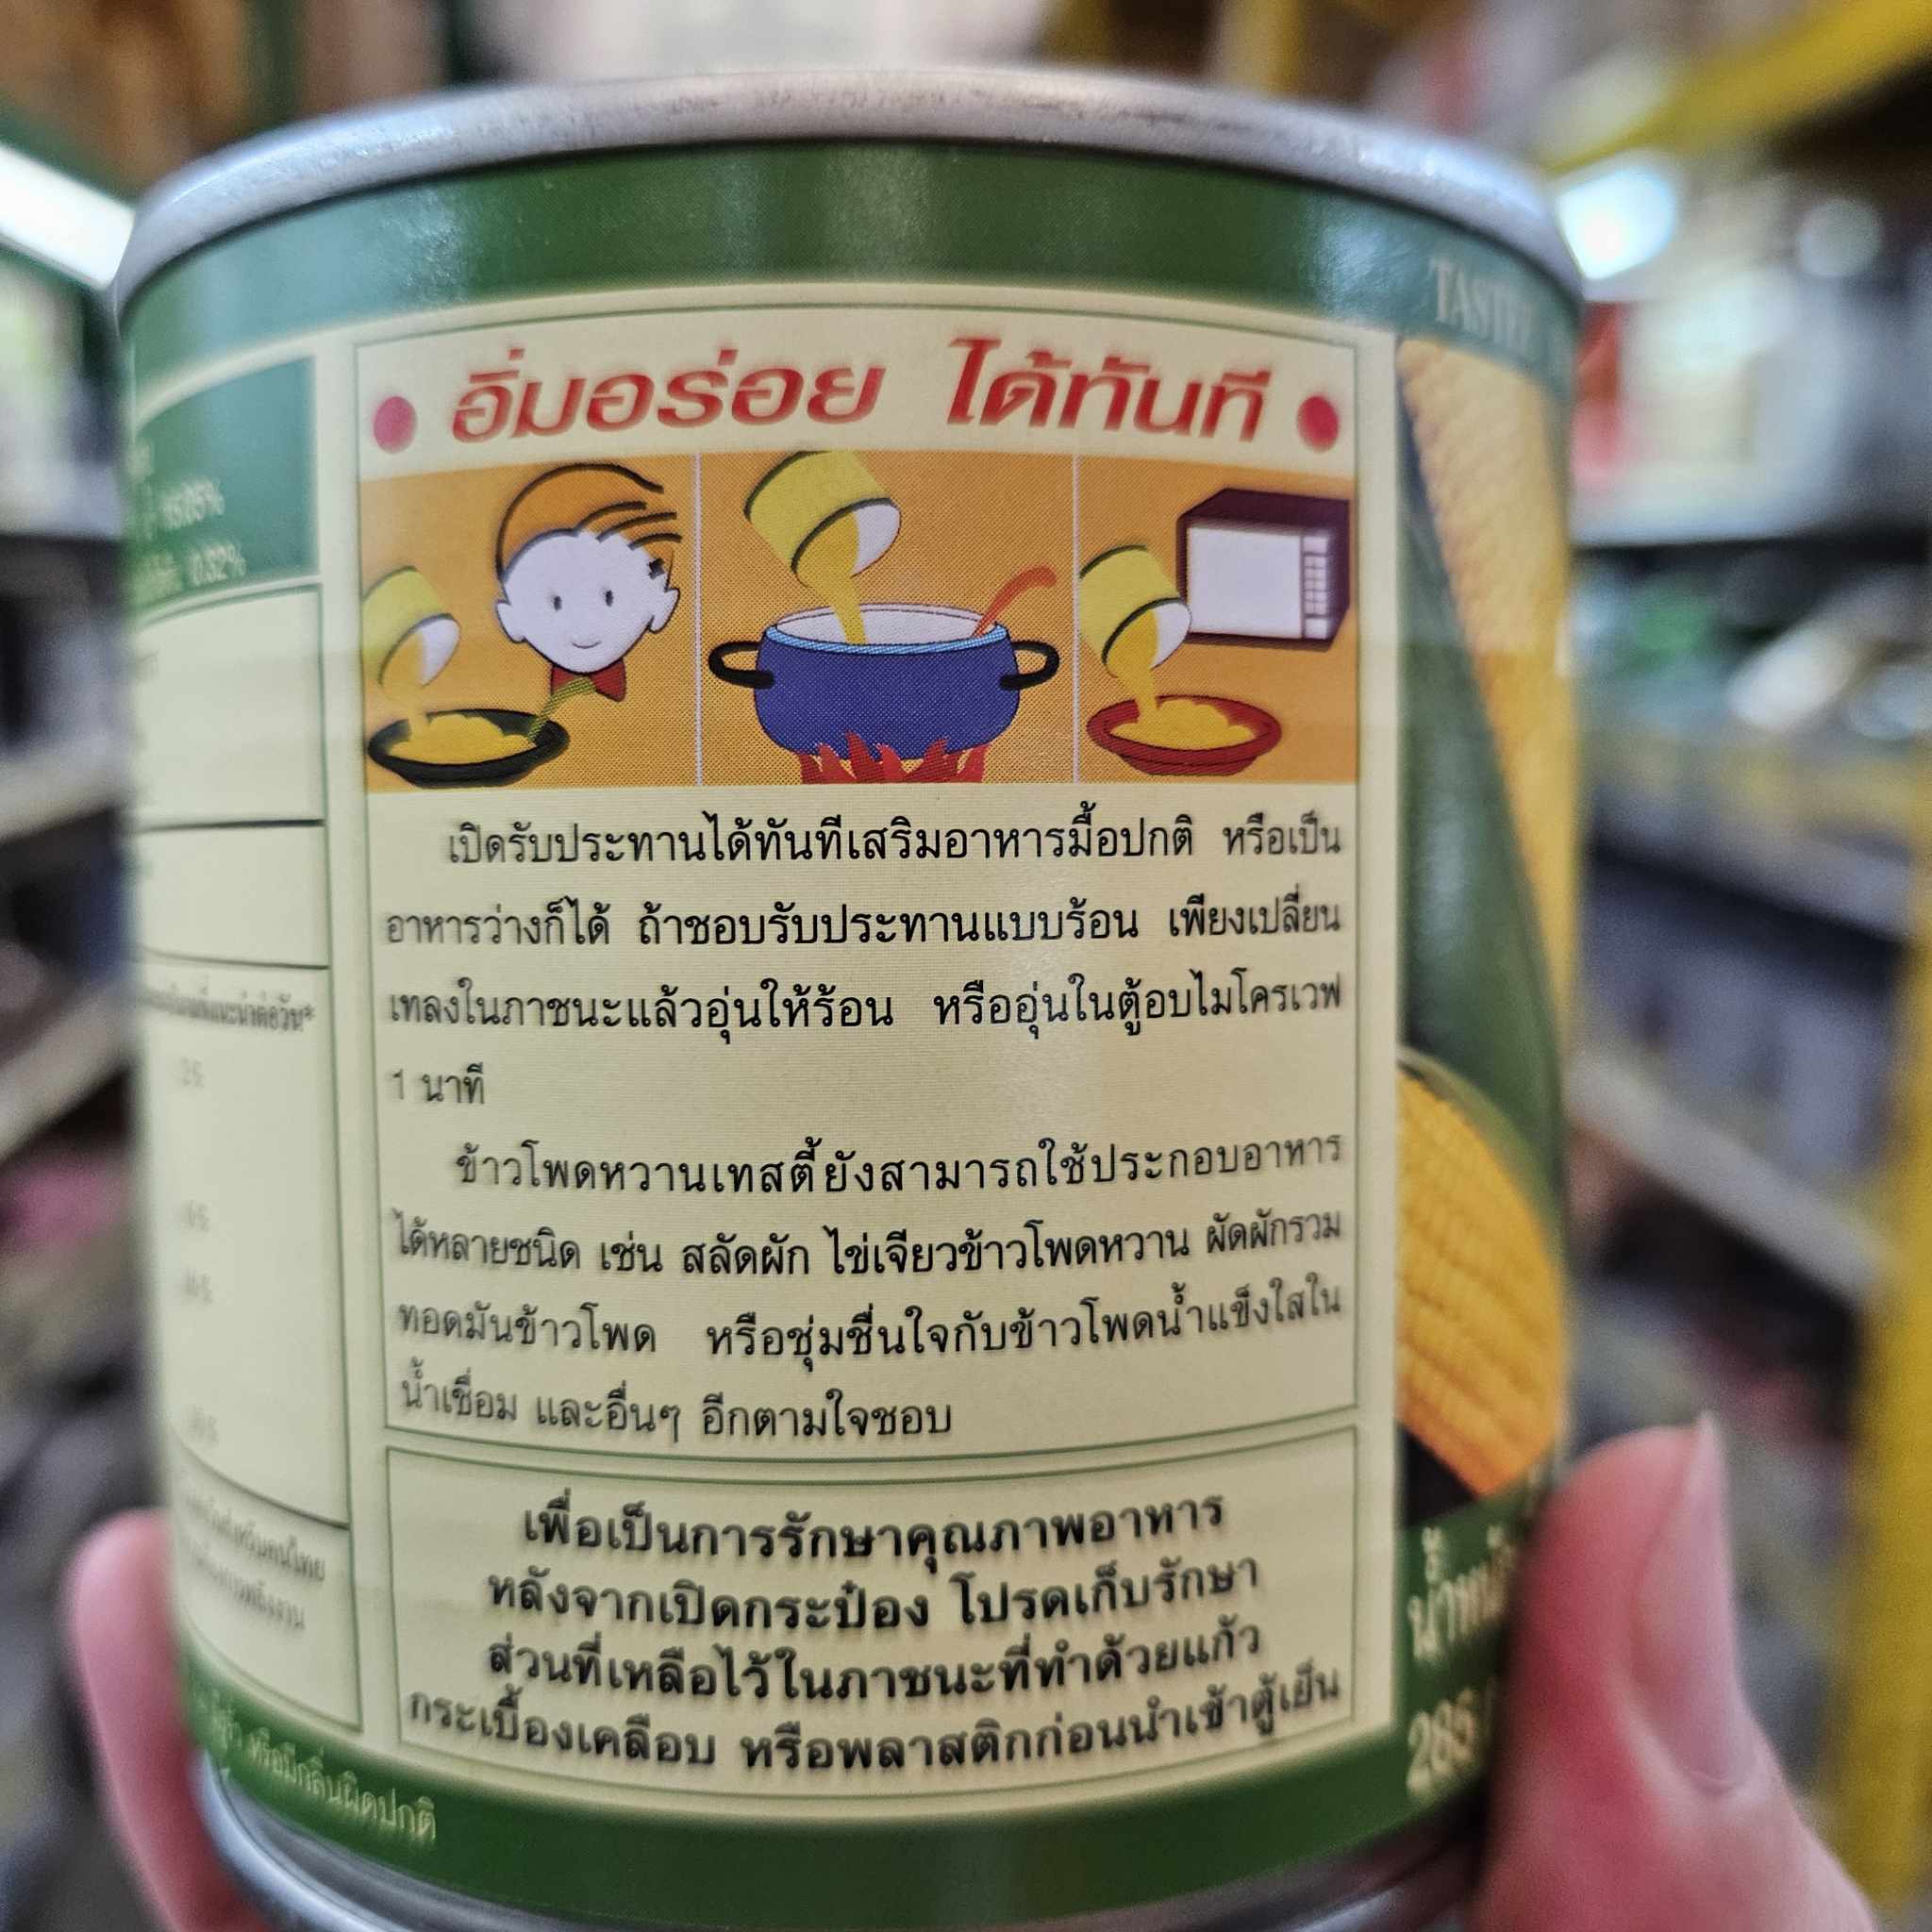 TASTEE
อิ่มอร่อย ได้ทันที
0.32%
เปิดรับประทานได้ทันทีเสริมอาหารมื้อปกติ หรือเป็น
อาหารว่างก็ได้ ถ้าชอบรับประทานแบบร้อน เพียงเปลี่ยน
เทลงในภาชนะแล้วอุ่นให้ร้อน หรืออุ่นในตู้อบไมโครเวฟ
1 นาที
ข้าวโพดหวานเทสตี้ยังสามารถใช้ประกอบอาหาร
ได้หลายชนิด เช่น สลัดผัก ไข่เจียวข้าวโพดหวาน ผัดผักรวม
ทอดมันข้าวโพด หรือชุ่มชื่นใจกับข้าวโพดน้ำแข็งใสใน
น้ำเชื่อม และอื่นๆ อีกตามใจชอบ
เพื่อเป็นการรักษาคุณภาพอาหาร
หลังจากเปิดกระป๋อง โปรดเก็บรักษา
ส่วนที่เหลือไว้ในภาชนะที่ทำด้วยแก้ว
กระเบื้องเคลือบ หรือพลาสติกก่อนนำเข้าตู้เย็น
หรือมีกลิ่นผิดปกติ